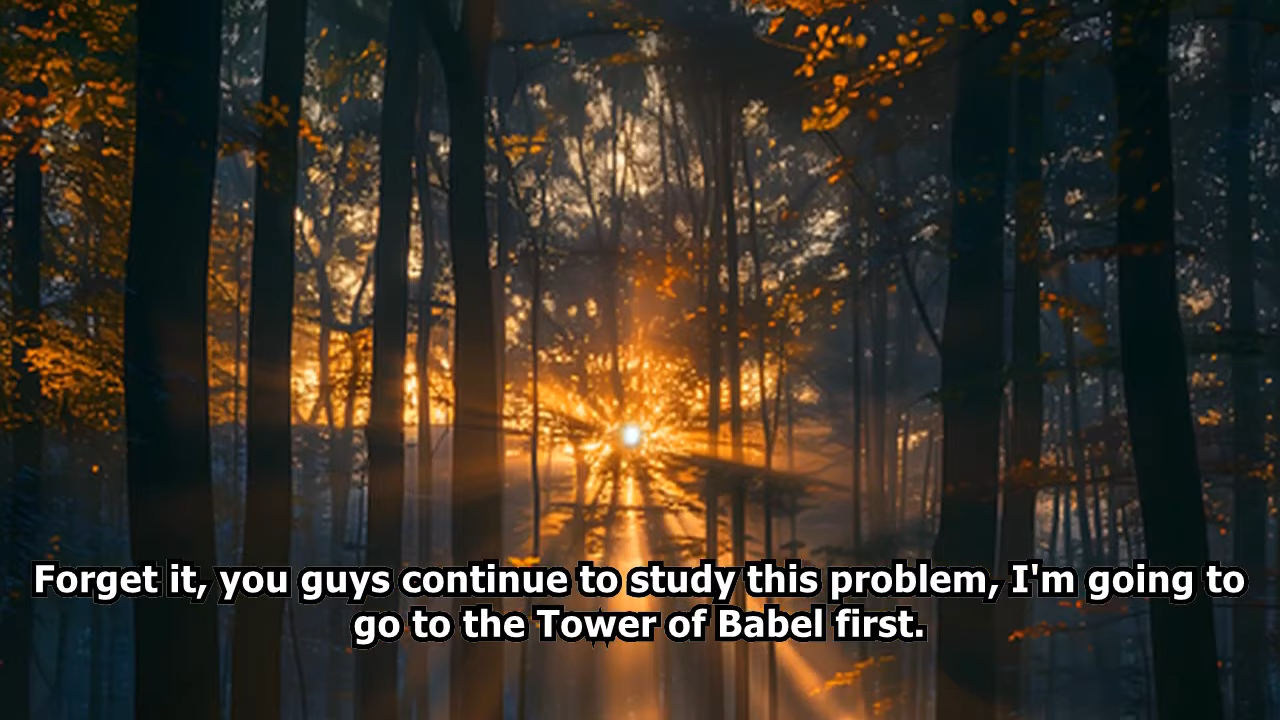 Forget it, you guys continue to study this problem, I'm going to
go to the Tower of Babel first.